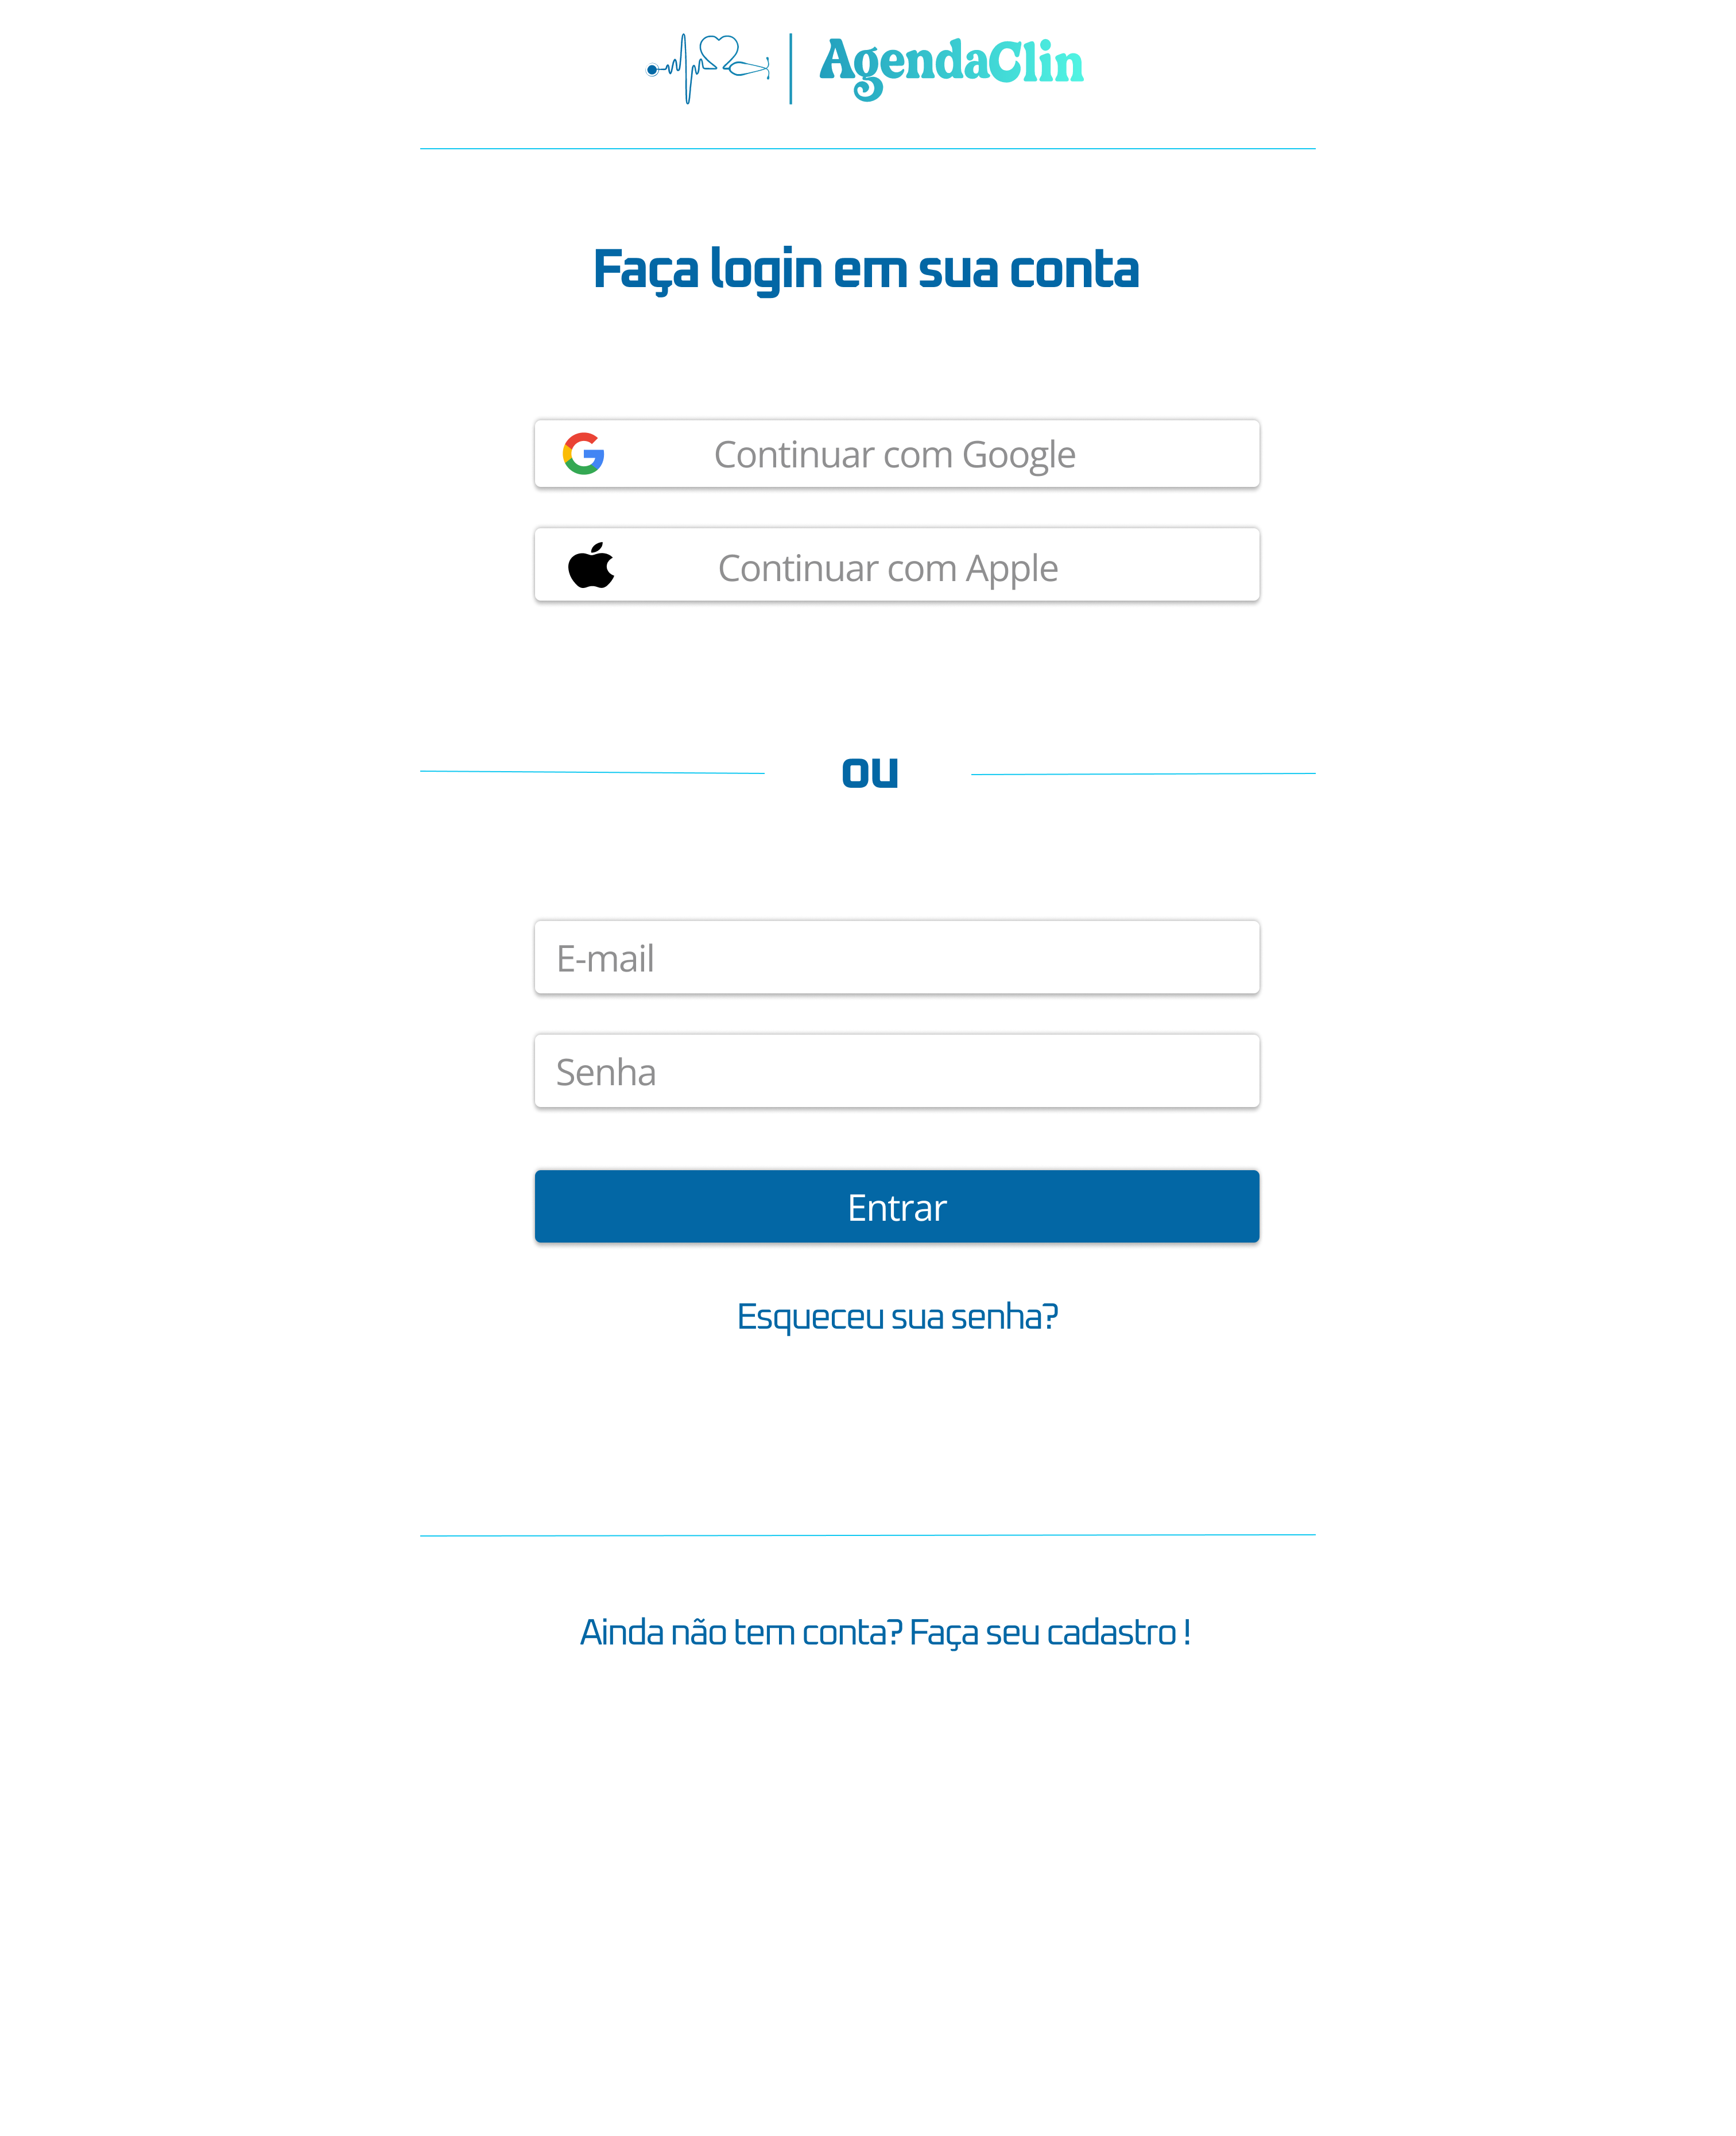 AgendaClin
Faça login em sua conta
Continuar com Google
Continuar com Apple
ou
E-mail
Senha
Entrar
Esqueceu sua senha?
Ainda não tem conta? Faça seu cadastro !